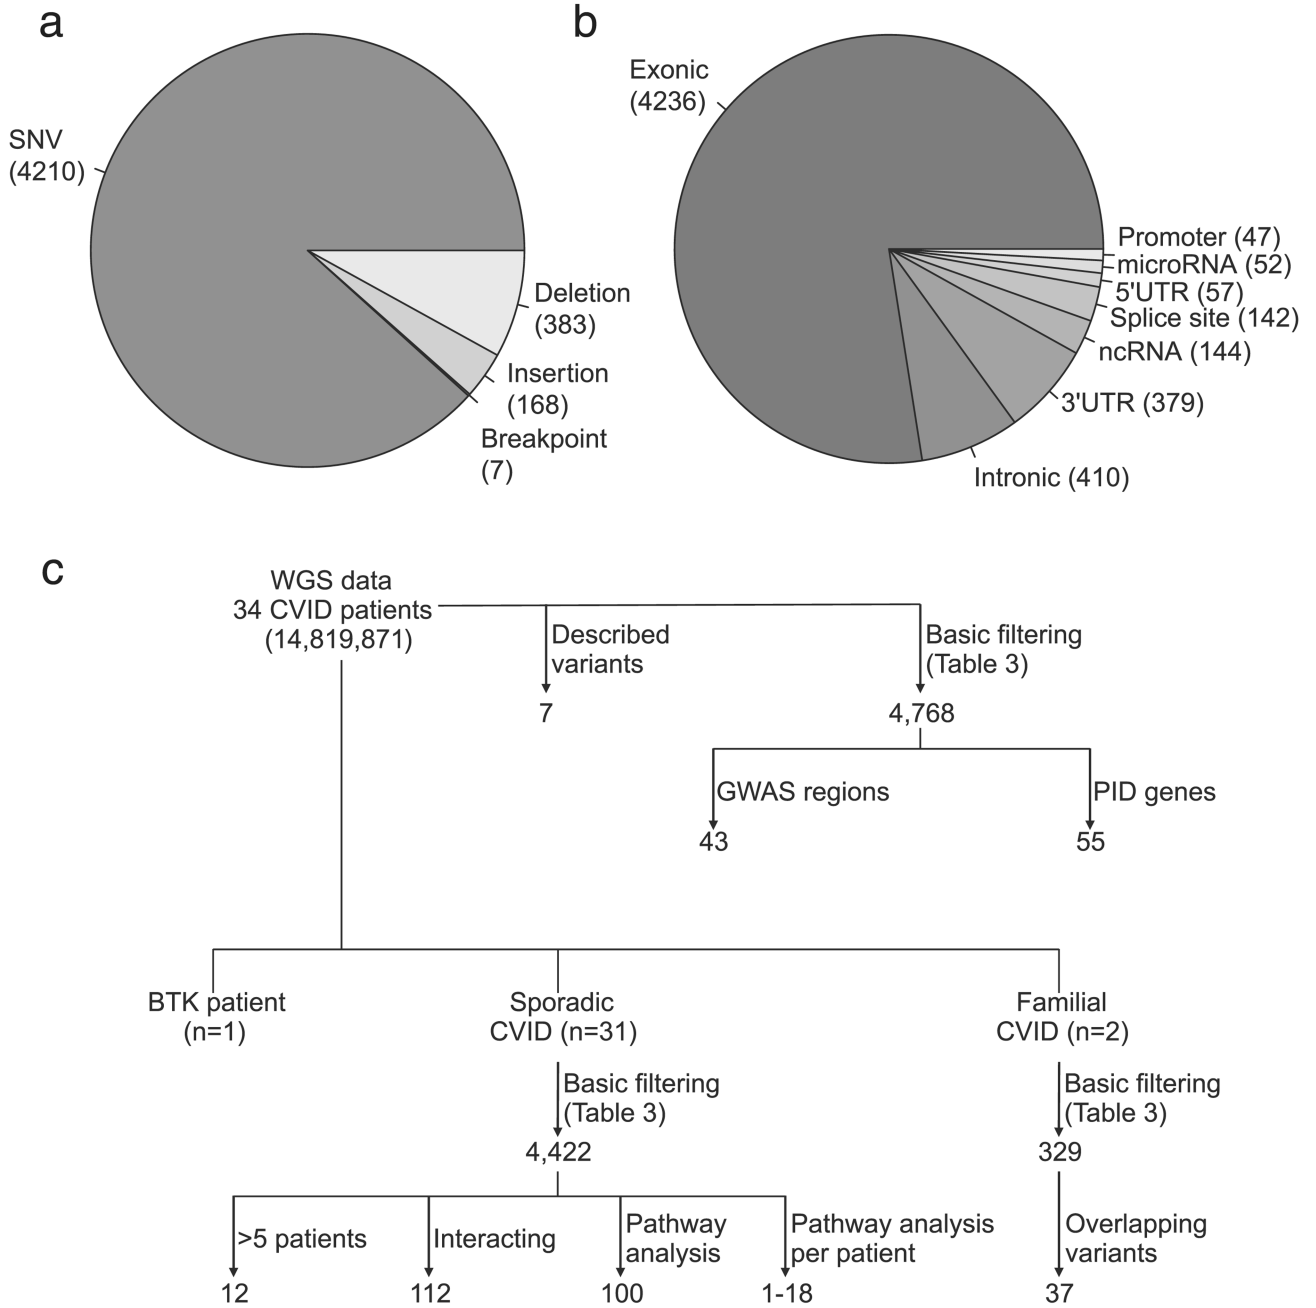 a
SNV
(4210)
Deletion
(383)
Insertion
(168)
Breakpoint
(7)
b
Exonic
(4236)
Promoter (47)
microRNA (52)
5'UTR (57)
Splice site (142)
ncRNA (144)
3'UTR (379)
Intronic (410)
c
WGS data
34 CVID patients
(14,819,871)
Described
variants
7
Basic filtering
(Table 3)
4,768
GWAS regions
43
PID genes
55
BTK patient
(n=1)
Sporadic
CVID (n=31)
Familial
CVID (n=2)
Basic filtering
(Table 3)
4,422
Basic filtering
(Table 3)
329
>5 patients
12
Interacting
112
Pathway
analysis
100
Pathway analysis
per patient
1-18
Overlapping
variants
37